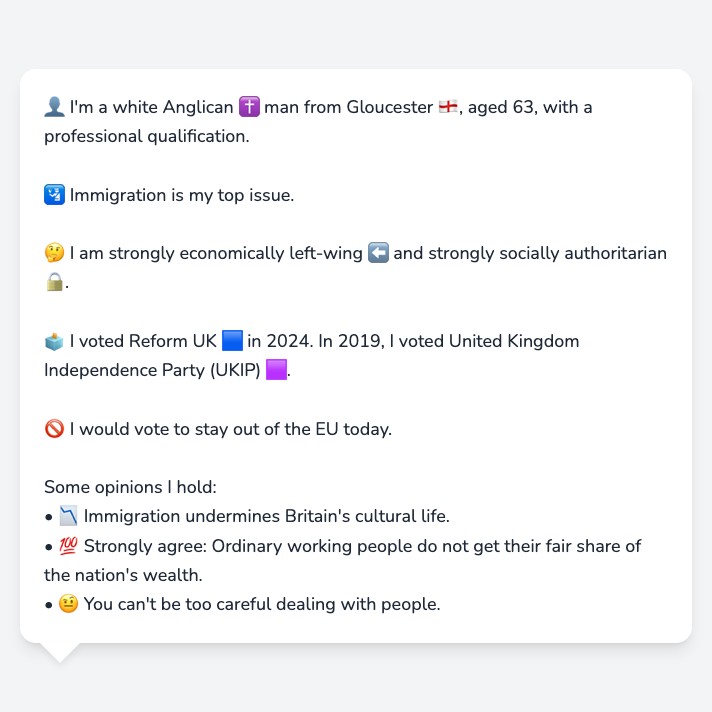 👤 I'm a white Anglican ✝️ man from Gloucester 🏴󠁧󠁢󠁥󠁮󠁧󠁿, aged 63, with a
professional qualification.
🛂 Immigration is my top issue.
🤔 I am strongly economically left-wing ⬅️ and strongly socially authoritarian
🔒.
🗳️ I voted Reform UK 🟦 in 2024. In 2019, I voted United Kingdom
Independence Party (UKIP) 🟪.
🚫 I would vote to stay out of the EU today.
Some opinions I hold:
• 📉 Immigration undermines Britain's cultural life.
• 💯 Strongly agree: Ordinary working people do not get their fair share of
the nation's wealth.
• 🤨 You can't be too careful dealing with people.